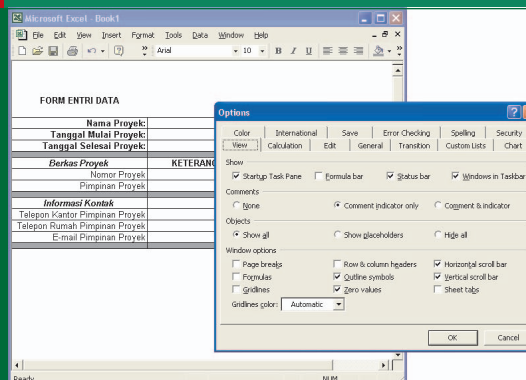 Microsoft Excel - Book1
File Edit View Insert Format Tools Data Window Help
Arial 10 B I U
FORM ENTRI DATA
Nama Proyek:
Tanggal Mulai Proyek:
Tanggal Selesai Proyek:
Berkas Proyek KETERANG
Nomor Proyek
Pimpinan Proyek
Informasi Kontak
Telepon Kantor Pimpinan Proyek
Telepon Rumah Pimpinan Proyek
E-mail Pimpinan Proyek
Ready NUM
Options
Color International Save Error Checking Spelling Security
View Calculation Edit General Transition Custom Lists Chart
Show
Startup Task Pane Formula bar Status bar Windows in Taskbar
Comments
None Comment indicator only Comment & indicator
Objects
Show all Show placeholders Hide all
Window options
Page breaks Row & column headers Horizontal scroll bar
Formulas Outline symbols Vertical scroll bar
Gridlines Zero values Sheet tabs
Gridlines color: Automatic
OK Cancel